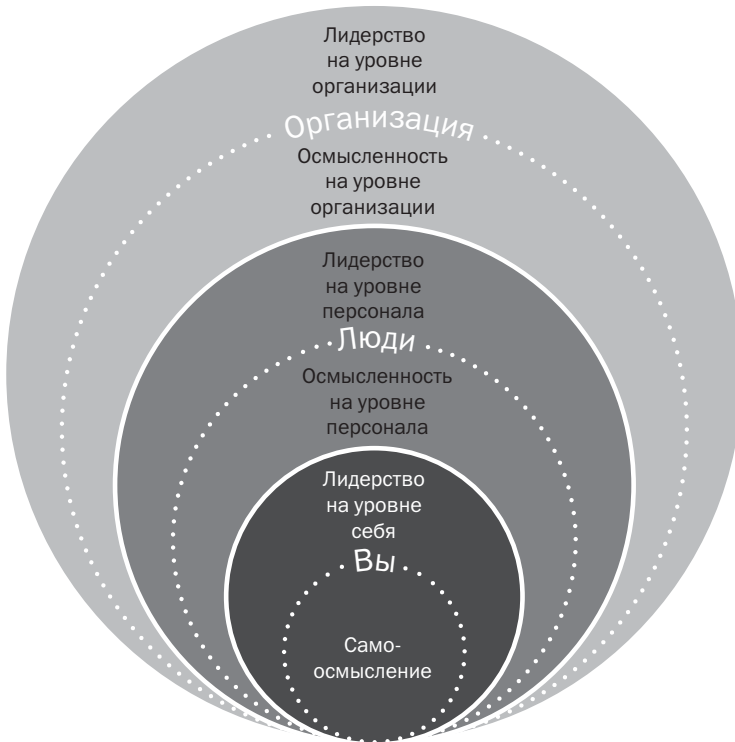 Лидерство
на уровне
организации
Организация
Осмысленность
на уровне
организации
Лидерство
на уровне
персонала
Люди
Осмысленность
на уровне
персонала
Лидерство
на уровне
себя
Вы
Само-
осмысление